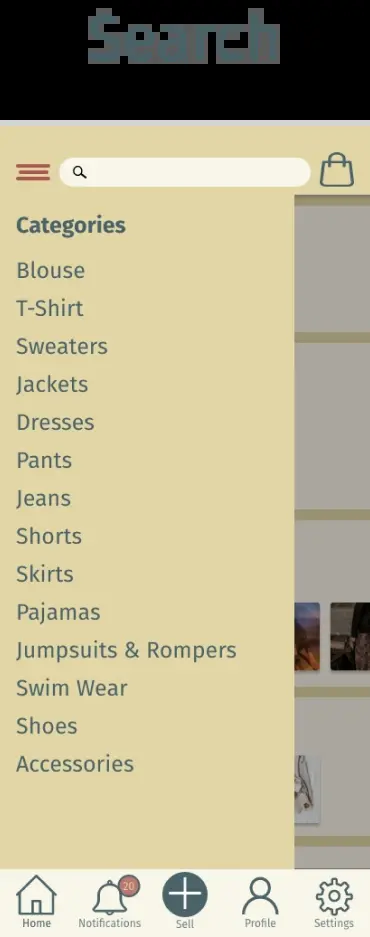 Search
Categories
Blouse
T-Shirt
Sweaters
Jackets
Dresses
Pants
Jeans
Shorts
Skirts
Pajamas
Jumpsuits & Rompers
Swim Wear
Shoes
Accessories
20
Home Notifications Sell Profile Settings